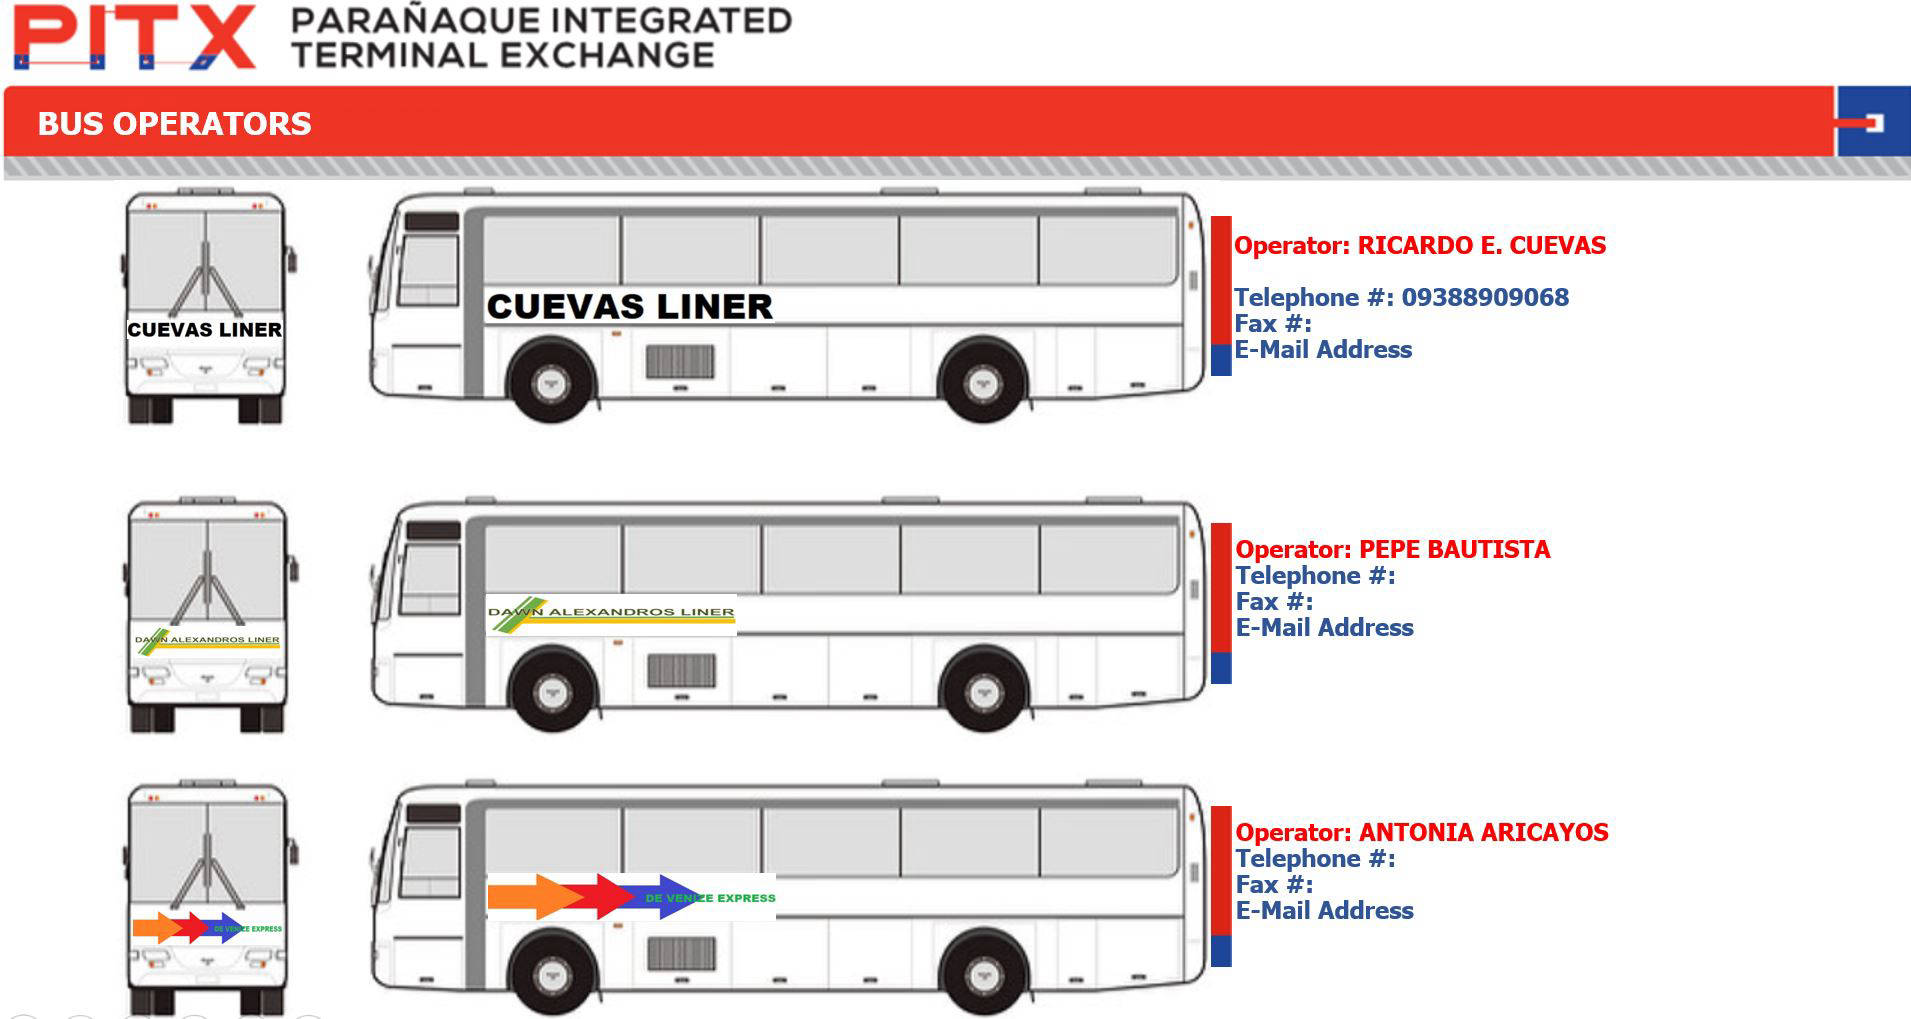 PITX PARAÑAQUE INTEGRATED
TERMINAL EXCHANGE
BUS OPERATORS
CUEVAS LINER
CUEVAS LINER
Operator: RICARDO E. CUEVAS
Telephone #: 09388909068
Fax #:
E-Mail Address
DAWN ALEXANDROS LINER
DAWN ALEXANDROS LINER
Operator: PEPE BAUTISTA
Telephone #:
Fax #:
E-Mail Address
DE VENIZE EXPRESS
DE VENIZE EXPRESS
Operator: ANTONIA ARICAYOS
Telephone #:
Fax #:
E-Mail Address